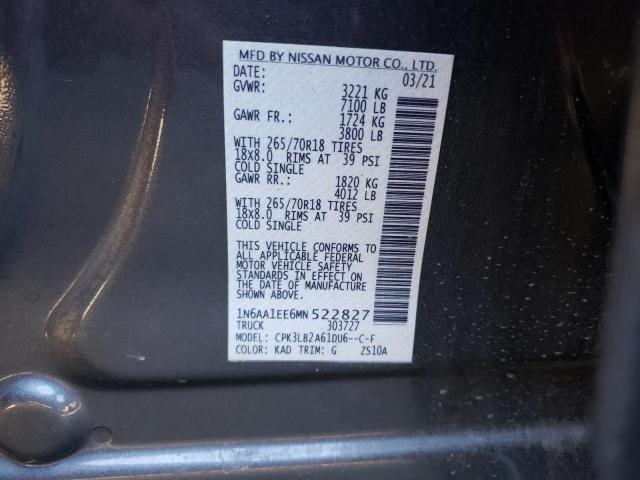 MFD BY NISSAN MOTOR CO., LTD.
DATE: 03/21
GVWR: 3221 KG
7100 LB
GAWR FR.: 1724 KG
3800 LB
WITH 265/70R18 TIRES
18x8.0 RIMS AT 39 PSI
COLD SINGLE
GAWR RR.: 1820 KG
4012 LB
WITH 265/70R18 TIRES
18x8.0 RIMS AT 39 PSI
COLD SINGLE
THIS VEHICLE CONFORMS TO
ALL APPLICABLE FEDERAL
MOTOR VEHICLE SAFETY
STANDARDS IN EFFECT ON
THE DATE OF MANUFACTURE
SHOWN ABOVE.
1N6AA1EE6MN522827
TRUCK 303727
MODEL: CPK3LB2A61DU6--C-F
COLOR: KAD TRIM: G ZS10A